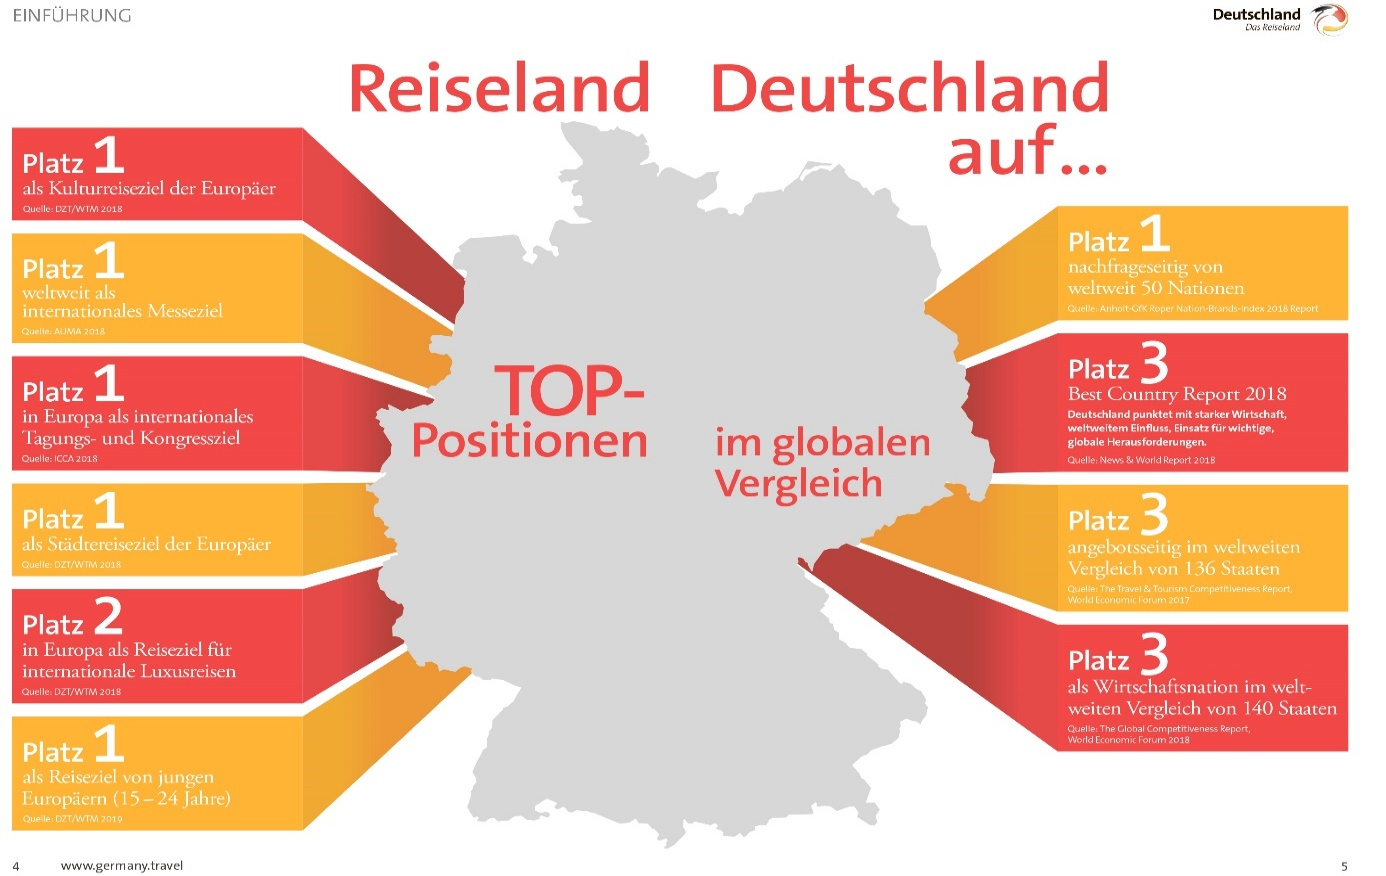 EINFÜHRUNG
Deutschland
Das Reiseland
Reiseland Deutschland
auf...
Platz 1
als Kulturreiseziel der Europäer
Quelle: DZT/WTM 2018
Platz 1
weltweit als
internationales Messeziel
Quelle: AUMA 2018
Platz 1
in Europa als internationales
Tagungs- und Kongressziel
Quelle: ICCA 2018
Platz 1
als Städtereiseziel der Europäer
Quelle: DZT/WTM 2018
Platz 2
in Europa als Reiseziel für
internationale Luxusreisen
Quelle: DZT/WTM 2018
Platz 1
als Reiseziel von jungen
Europäern (15 – 24 Jahre)
Quelle: DZT/WTM 2019
TOP-
Positionen
im globalen
Vergleich
Platz 1
nachfrageseitig von
weltweit 50 Nationen
Quelle: Anholt-GfK Roper Nation-Brands-Index 2018 Report
Platz 3
Best Country Report 2018
Deutschland punktet mit starker Wirtschaft,
weltweitem Einfluss, Einsatz für wichtige,
globale Herausforderungen.
Quelle: News & World Report 2018
Platz 3
angebotsseitig im weltweiten
Vergleich von 136 Staaten
Quelle: The Travel & Tourism Competitiveness Report,
World Economic Forum 2017
Platz 3
als Wirtschaftsnation im welt-
weiten Vergleich von 140 Staaten
Quelle: The Global Competitiveness Report,
World Economic Forum 2018
4 www.germany.travel
5